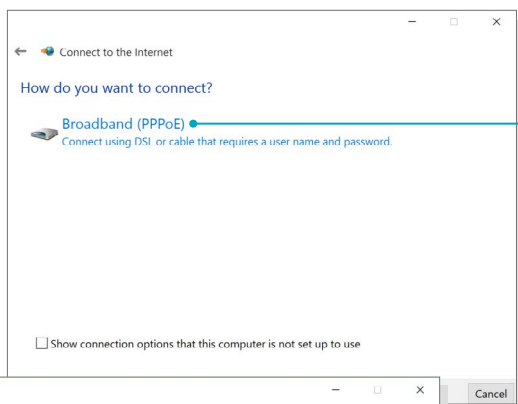 Connect to the Internet
How do you want to connect?
Broadband (PPPoE)
Connect using DSL or cable that requires a user name and password.
Show connection options that this computer is not set up to use
Cancel